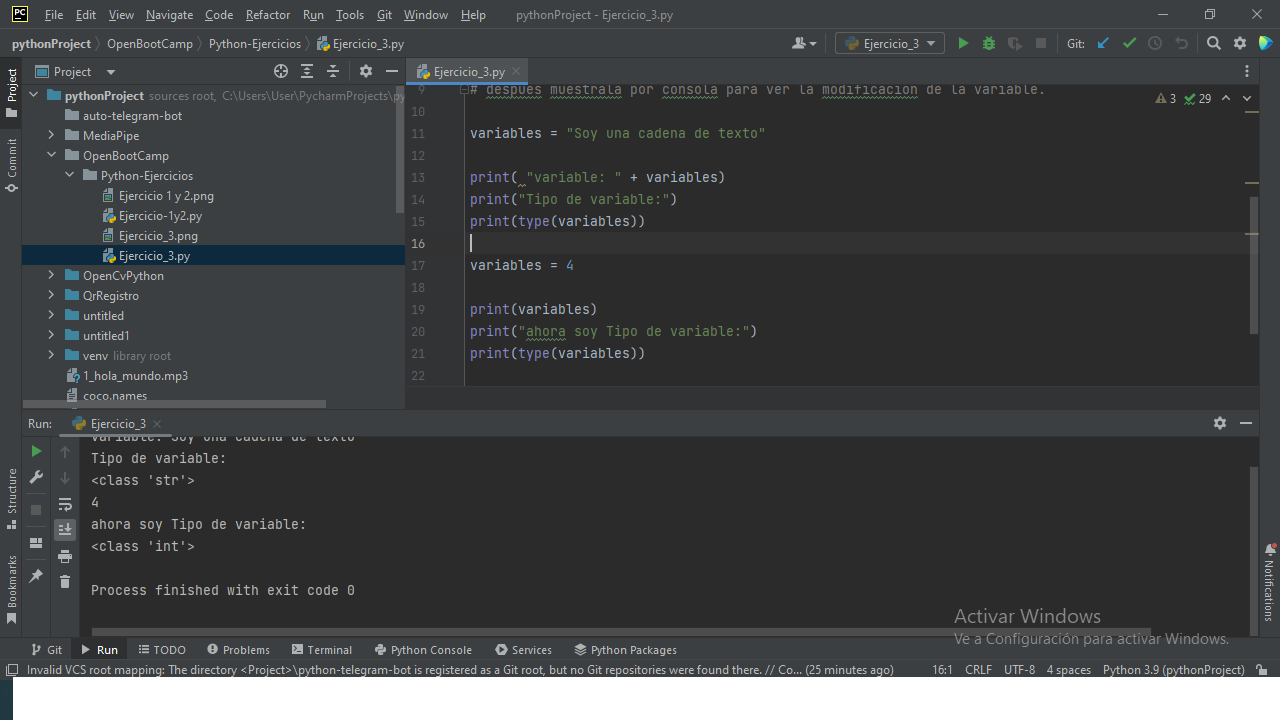 PC File Edit View Navigate Code Refactor Run Tools Git Window Help pythonProject - Ejercicio_3.py
pythonProject OpenBootCamp Python-Ejercicios Ejercicio_3.py Ejercicio_3 Git:
Project
Project
Ejercicio_3.py
pythonProject sources root, C:\Users\User\PycharmProjects\py
auto-telegram-bot
MediaPipe
OpenBootCamp
Python-Ejercicios
Ejercicio 1 y 2.png
Ejercicio-1y2.py
Ejercicio_3.png
Ejercicio_3.py
OpenCvPython
QrRegistro
untitled
untitled1
venv library root
1_hola_mundo.mp3
coco.names
Commit
3 29
9 # despues muestrala por consola para ver la modificacion de la variable.
10
11 variables = "Soy una cadena de texto"
12
13 print( "variable: " + variables)
14 print("Tipo de variable:")
15 print(type(variables))
16
17 variables = 4
18
19 print(variables)
20 print("ahora soy Tipo de variable:")
21 print(type(variables))
22
Run: Ejercicio_3
variable: Soy una cadena de texto
Tipo de variable:
<class 'str'>
4
ahora soy Tipo de variable:
<class 'int'>
Process finished with exit code 0
Structure
Bookmarks
Notifications
Activar Windows
Ve a Configuración para activar Windows.
Git Run TODO Problems Terminal Python Console Services Python Packages
Invalid VCS root mapping: The directory <Project>\python-telegram-bot is registered as a Git root, but no Git repositories were found there. // Co... (25 minutes ago) 16:1 CRLF UTF-8 4 spaces Python 3.9 (pythonProject)